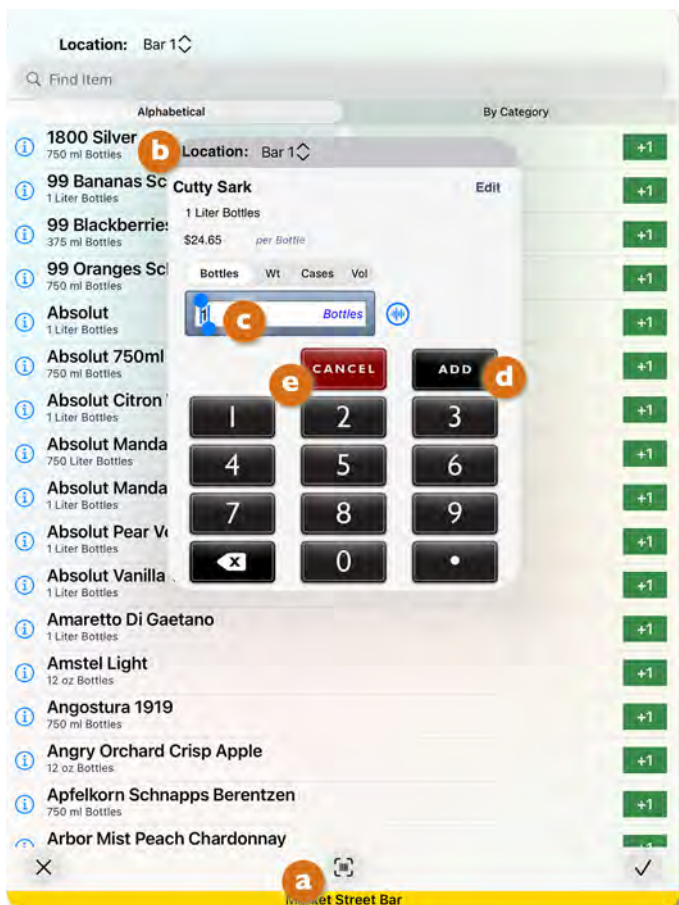 Location: Bar 1
Find Item
Alphabetical By Category
1800 Silver
750 ml Bottles
+1
b Location: Bar 1
99 Bananas Sc
1 Liter Bottles
+1
Cutty Sark Edit
1 Liter Bottles
99 Blackberries
375 ml Bottles
+1
$24.65 per Bottle
99 Oranges Scl
750 ml Bottles
+1
Bottles Wt Cases Vol
Absolut
1 Liter Bottles
+1
1 c Bottles
Absolut 750ml
750 ml Bottles
+1
e CANCEL ADD d
Absolut Citron
1 Liter Bottles
+1
1 2 3
Absolut Manda
750 Liter Bottles
+1
4 5 6
Absolut Manda
1 Liter Bottles
+1
7 8 9
Absolut Pear Vo
1 Liter Bottles
+1
x 0 •
Absolut Vanilla
1 Liter Bottles
+1
Amaretto Di Gaetano
1 Liter Bottles
+1
Amstel Light
12 oz Bottles
+1
Angostura 1919
750 ml Bottles
+1
Angry Orchard Crisp Apple
12 oz Bottles
+1
Apfelkorn Schnapps Berentzen
750 ml Bottles
+1
Arbor Mist Peach Chardonnay
+1
a
Market Street Bar